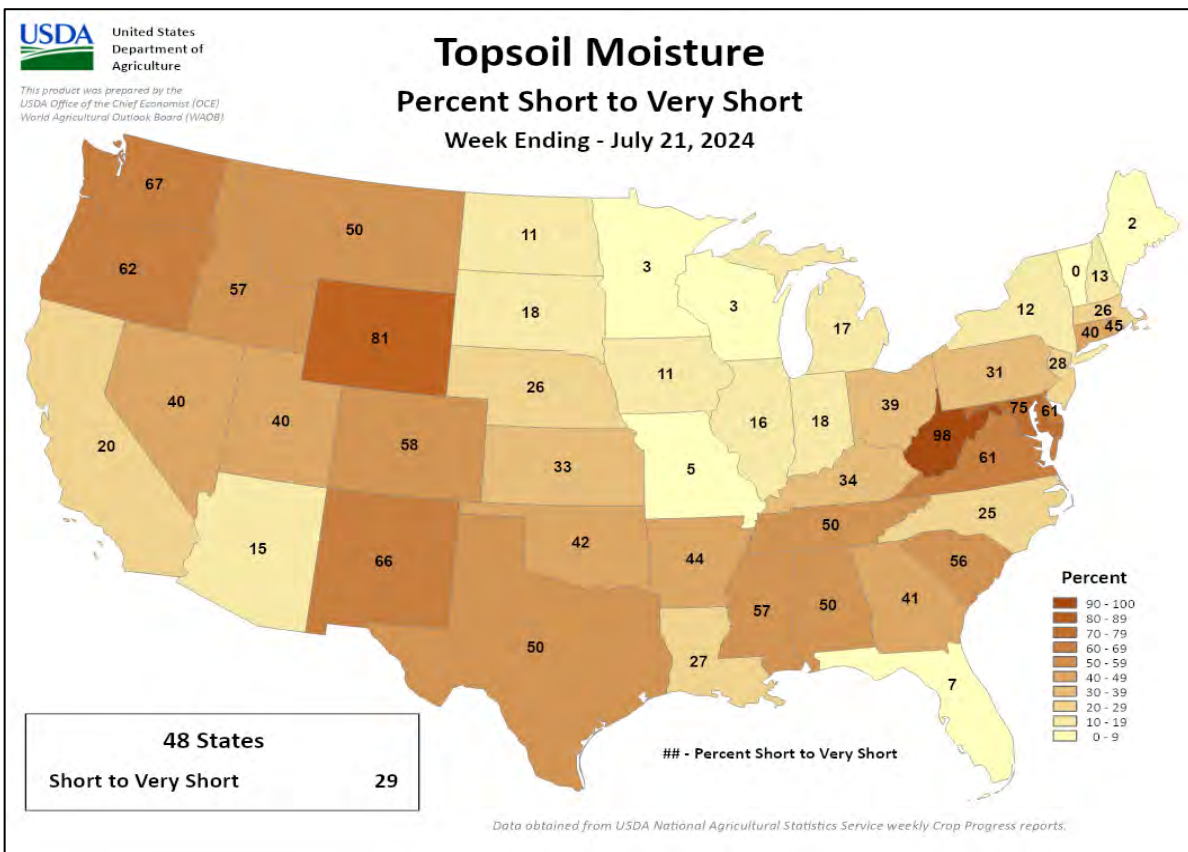 USDA
United States
Department of
Agriculture
This product was prepared by the
USDA Office of the Chief Economist (OCE)
World Agricultural Outlook Board (WAOB)
Topsoil Moisture
Percent Short to Very Short
Week Ending - July 21, 2024
67
50
11
3
2
62
57
18
3
0
13
12
26
17
40
45
81
26
11
31
28
40
40
58
16
18
39
75
61
20
33
5
98
61
34
15
66
42
44
50
25
56
57
50
41
50
27
7
Percent
90 - 100
80 - 89
70 - 79
60 - 69
50 - 59
40 - 49
30 - 39
20 - 29
10 - 19
0 - 9
48 States
Short to Very Short 29
## - Percent Short to Very Short
Data obtained from USDA National Agricultural Statistics Service weekly Crop Progress reports.